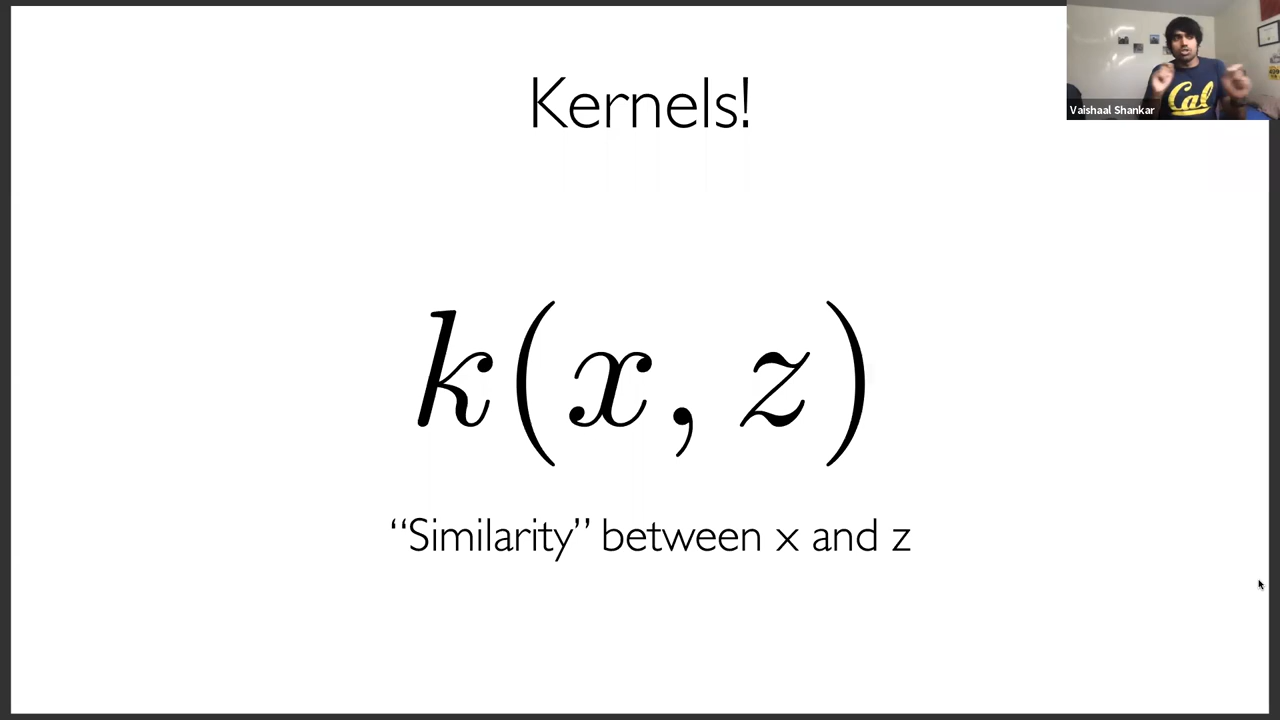 Kernels!
Cal
Vaishaal Shankar
k(x, z)
“Similarity” between x and z